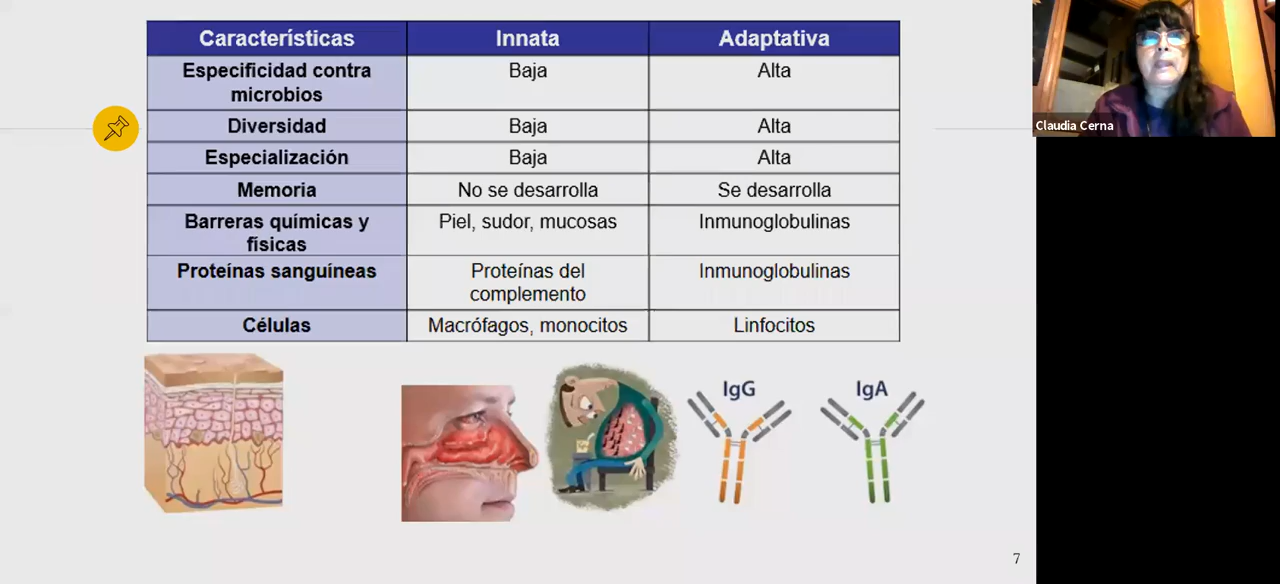 Características Innata Adaptativa
Especificidad contra Baja Alta
microbios
Diversidad Baja Alta
Especialización Baja Alta
Memoria No se desarrolla Se desarrolla
Barreras químicas y Piel, sudor, mucosas Inmunoglobulinas
físicas
Proteínas sanguíneas Proteínas del Inmunoglobulinas
complemento
Células Macrófagos, monocitos Linfocitos
IgG IgA
7
Claudia Cerna